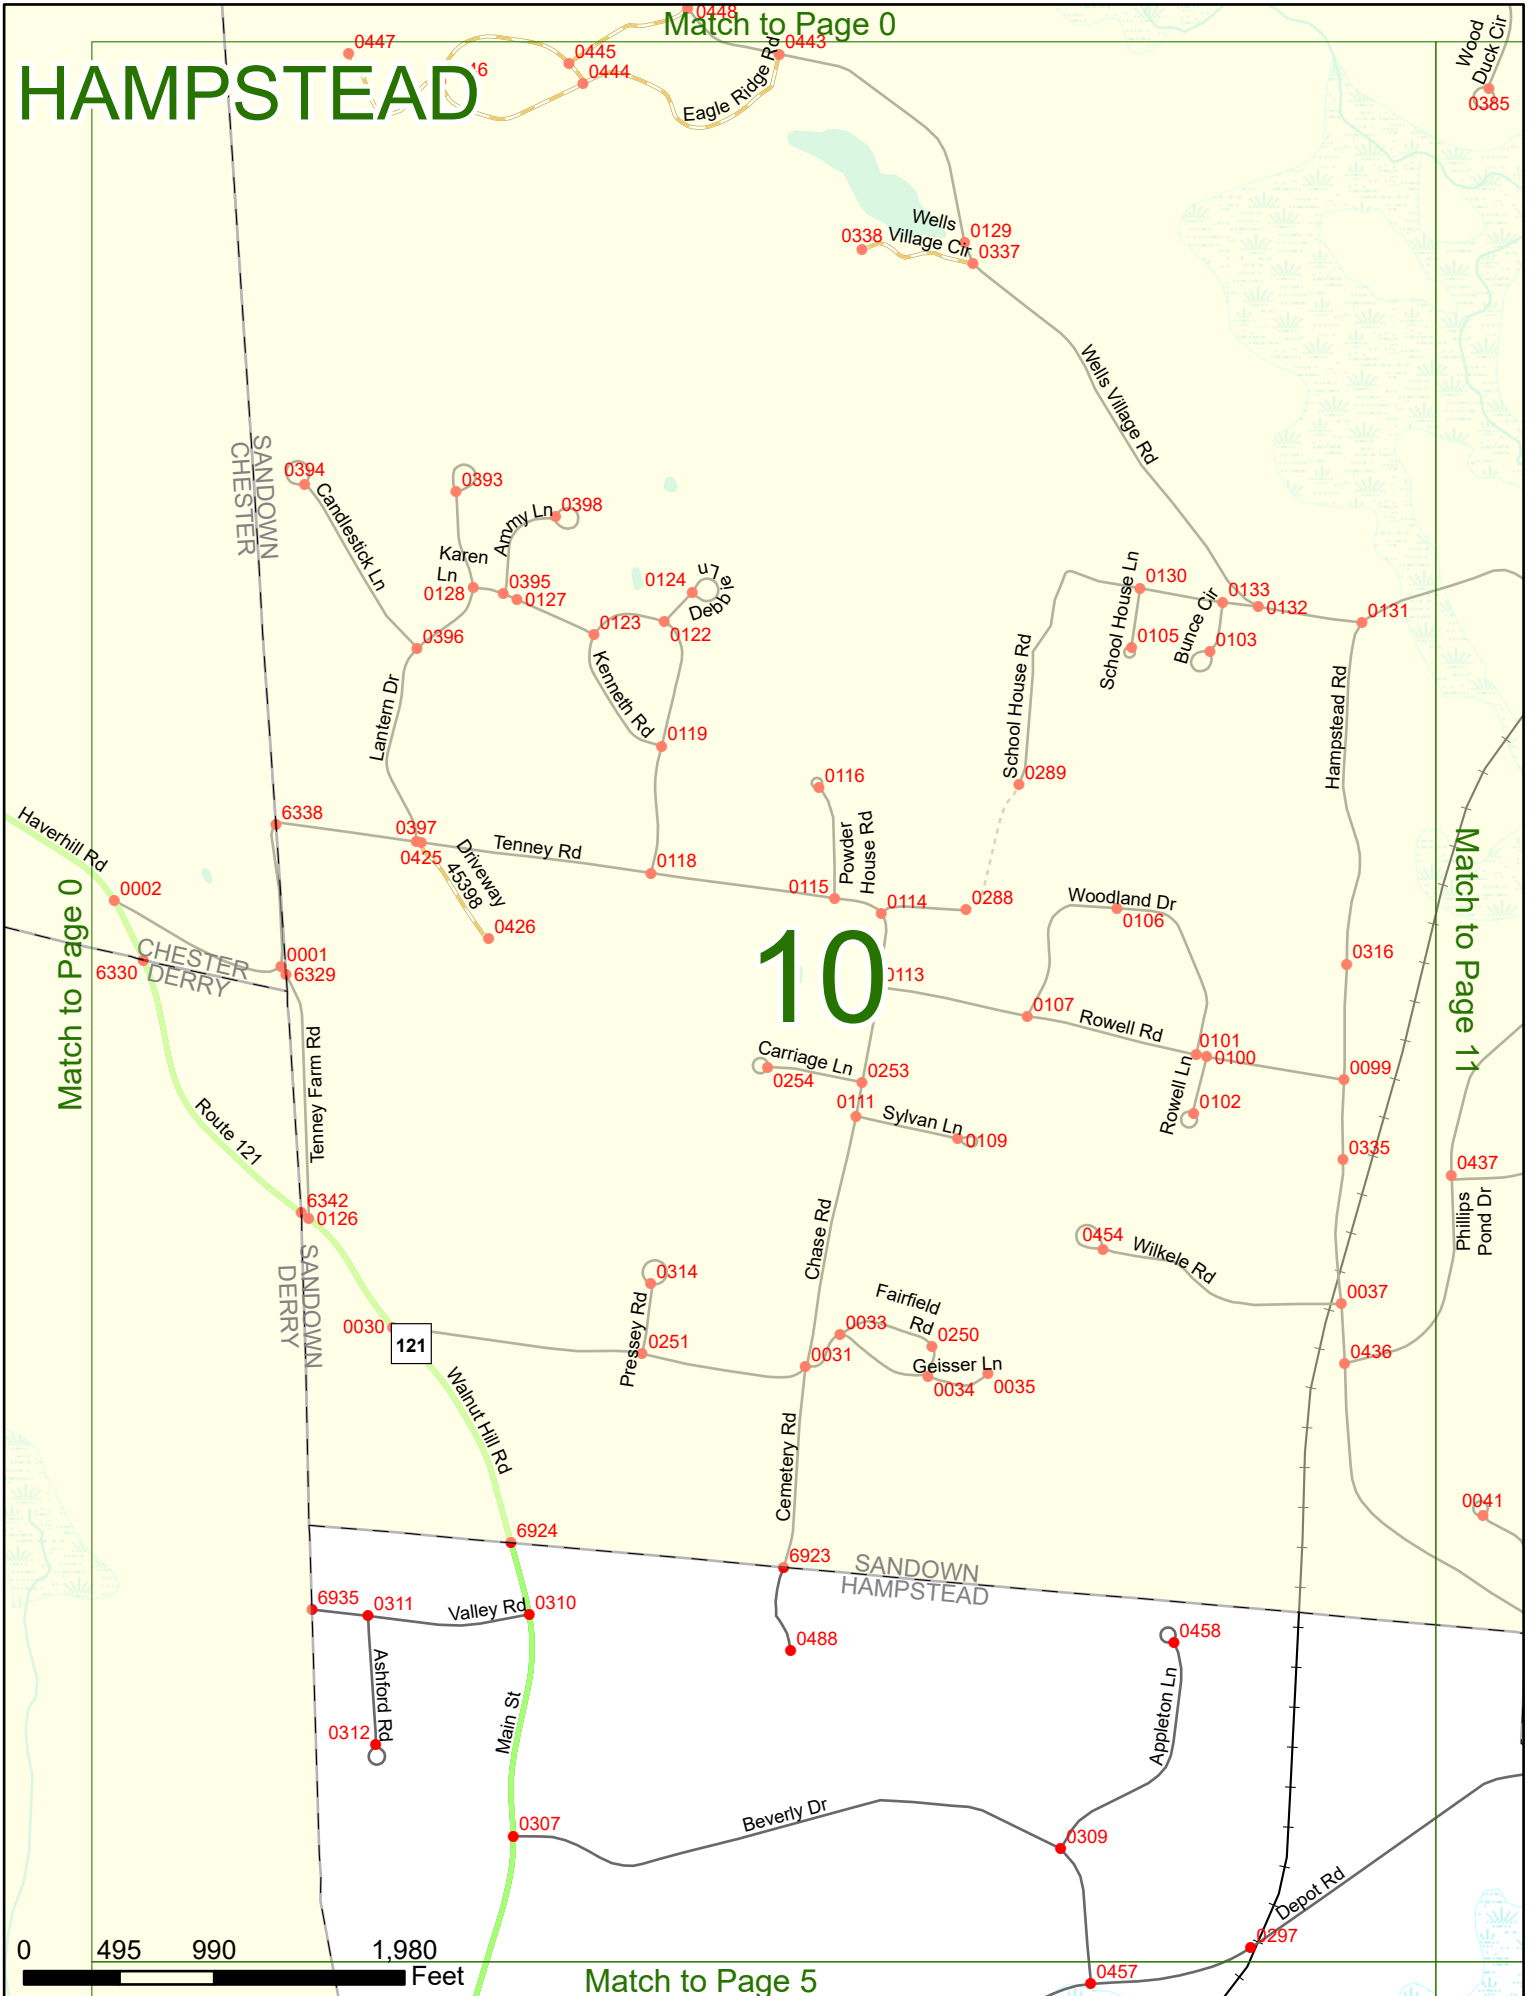 0448
Match to Page 0
0447
0445
0443
Wood
Duck Cir
46
0444
HAMPSTEAD
Eagle Ridge Rd
0385
Wells
0129
0338
Village Cir
0337
Wells Village Rd
SANDOWN
CHESTER
0394
0393
Candlestick Ln
Ammy Ln
0398
Karen
Ln
0128
0395
0127
0124
Debbie Ln
School House Ln
0130
0133
0132
0131
0396
0123
0122
Bunce Cir
0105
0103
School House Rd
Kenneth Rd
Lantern Dr
Hampstead Rd
0119
0116
0289
Haverhill Rd
6338
0397
0425
Tenney Rd
Driveway
45398
Powder
House Rd
Match to Page 11
0118
0002
0115
0114
0288
Woodland Dr
0106
Match to Page 0
0426
CHESTER
DERRY
6330
0001
6329
10
0113
0316
0107
Rowell Rd
Tenney Farm Rd
Carriage Ln
0254
0253
0101
0100
0099
Route 121
0111
Sylvan Ln
0109
Rowell Ln
0102
0335
0437
6342
0126
Chase Rd
Phillips
Pond Dr
SANDOWN
DERRY
0454
Wilkele Rd
0314
Fairfield
Rd
0037
0030
121
Pressey Rd
0251
0033
0250
0031
Geisser Ln
0034
0035
0436
Walnut Hill Rd
Cemetery Rd
0041
6924
6923
SANDOWN
HAMPSTEAD
6935
0311
Valley Rd
0310
0458
0488
Ashford Rd
Main St
Appleton Ln
0312
Beverly Dr
0307
0309
Depot Rd
0297
0
495
990
1,980
Feet
Match to Page 5
0457